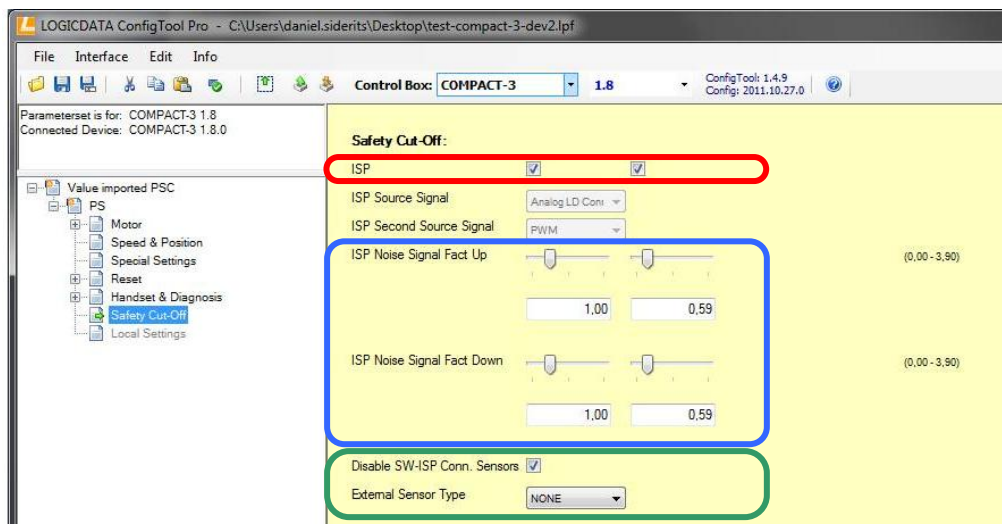 LOGICDATA ConfigTool Pro - C:\Users\daniel.siderits\Desktop\test-compact-3-dev2.lpf
File Interface Edit Info
Control Box: COMPACT-3 1.8 ConfigTool: 1.4.9
Config: 2011.10.27.0
Parameterset is for: COMPACT-3 1.8
Connected Device: COMPACT-3 1.8.0
Value imported PSC
PS
Motor
Speed & Position
Special Settings
Reset
Handset & Diagnosis
Safety Cut-Off
Local Settings
Safety Cut-Off:
ISP
ISP Source Signal Analog LD Coni
ISP Second Source Signal PWM
ISP Noise Signal Fact Up (0,00 - 3,90)
1,00 0,59
ISP Noise Signal Fact Down (0,00 - 3,90)
1,00 0,59
Disable SW-ISP Conn. Sensors
External Sensor Type NONE